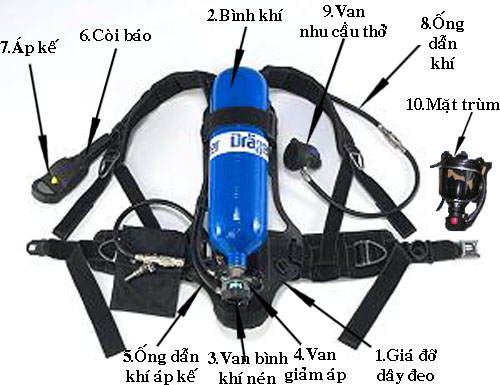 2.Bình khí
9.Van
nhu cầu thở
8.Ống
dẫn
khí
7.Áp kế
6.Còi báo
10.Mặt trùm
Dräger
5.Ống dẫn
khí áp kế
3.Van bình
khí nén
4.Van
giảm áp
1.Giá đỡ
dây đeo